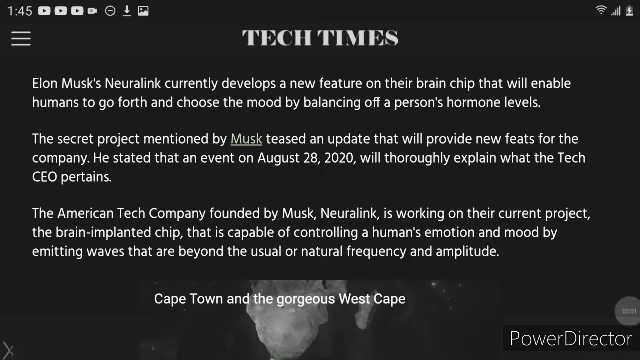 1:45
TECH TIMES
Elon Musk's Neuralink currently develops a new feature on their brain chip that will enable
humans to go forth and choose the mood by balancing off a person's hormone levels.
The secret project mentioned by Musk teased an update that will provide new feats for the
company. He stated that an event on August 28, 2020, will thoroughly explain what the Tech
CEO pertains.
The American Tech Company founded by Musk, Neuralink, is working on their current project,
the brain-implanted chip, that is capable of controlling a human's emotion and mood by
emitting waves that are beyond the usual or natural frequency and amplitude.
Cape Town and the gorgeous West Cape
03:01
PowerDirector